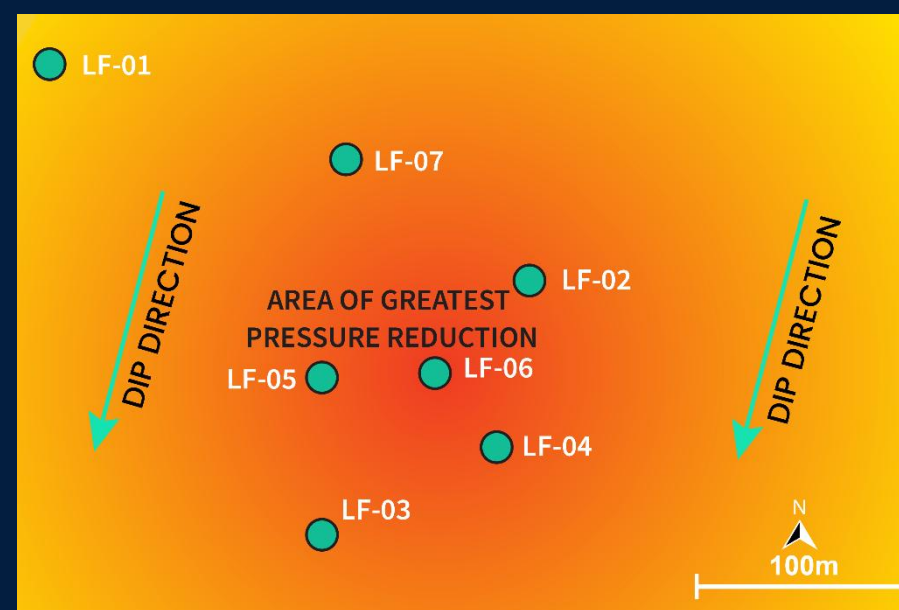 LF-01
LF-07
DIP DIRECTION
DIP DIRECTION
LF-02
AREA OF GREATEST
PRESSURE REDUCTION
LF-05
LF-06
LF-04
LF-03
N
100m